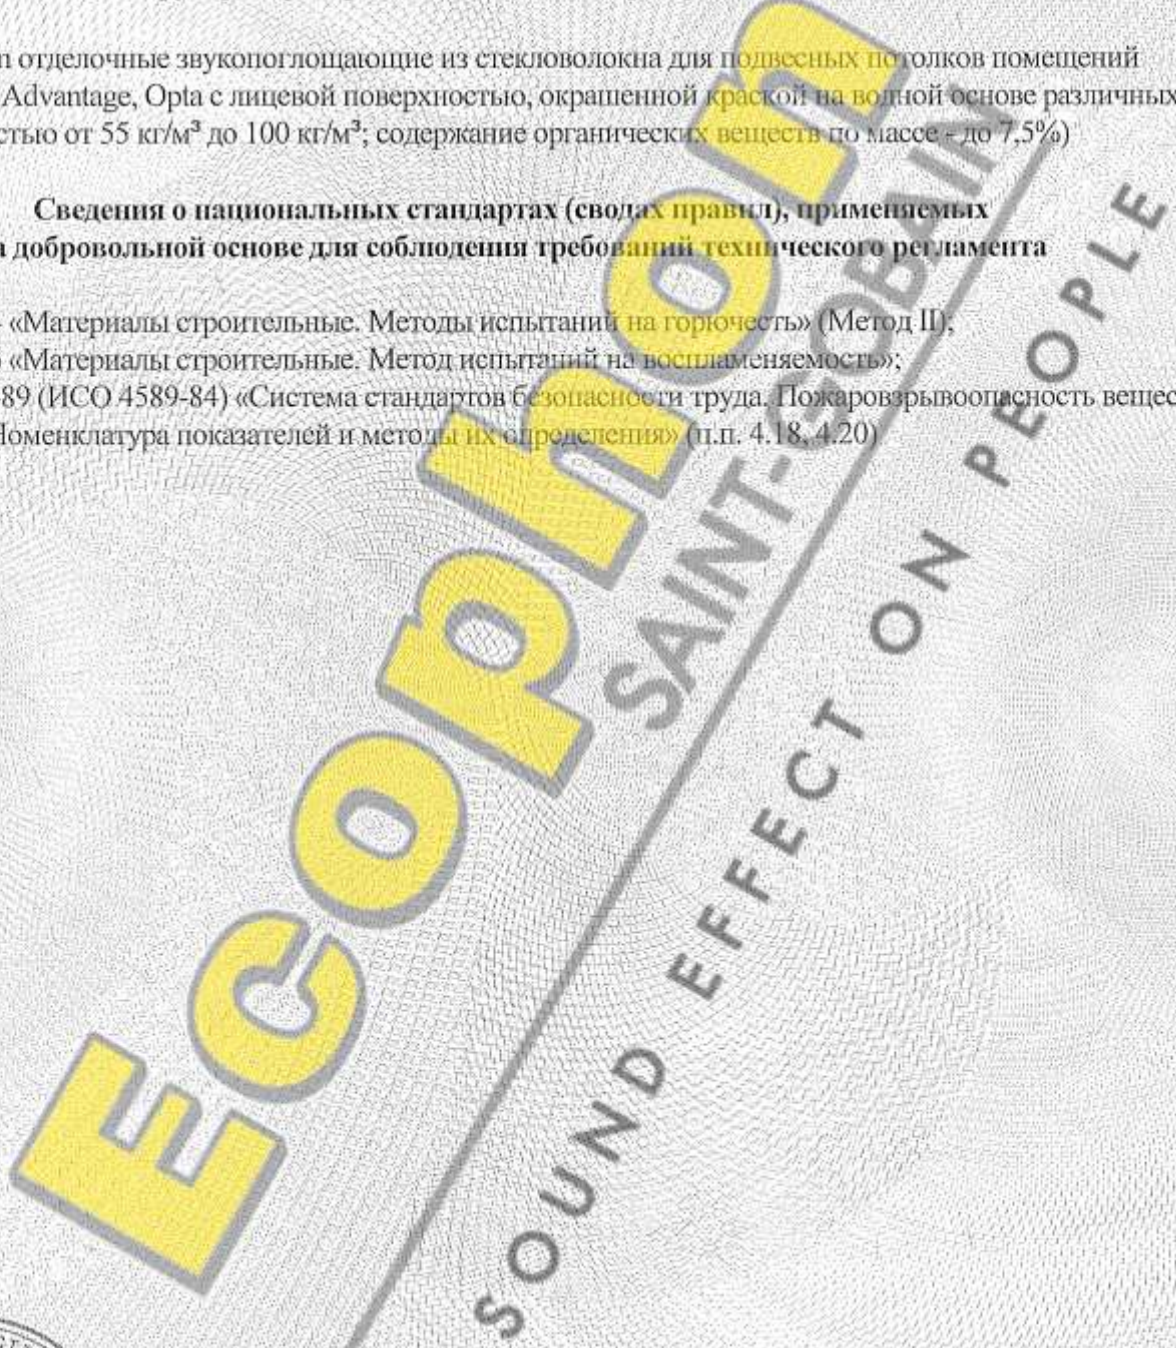 отделочные звукопоглощающие из стекловолокна для подвесных потолков помещений
Advantage, Opta с лицевой поверхностью, окрашенной краской на водной основе различных
стью от 55 кг/м³ до 100 кг/м³; содержание органических веществ по массе - до 7,5%)
Сведения о национальных стандартах (сводах правил), применяемых
а добровольной основе для соблюдения требований технического регламента
«Материалы строительные. Методы испытаний на горючесть» (Метод II);
«Материалы строительные. Метод испытаний на воспламеняемость»;
89 (ИСО 4589-84) «Система стандартов безопасности труда. Пожаровзрывоопасность вещес
Номенклатура показателей и методы их определения» (п.п. 4.18, 4.20)
Ecophon
SAINT-GOBAIN
SOUND EFFECT ON PEOPLE